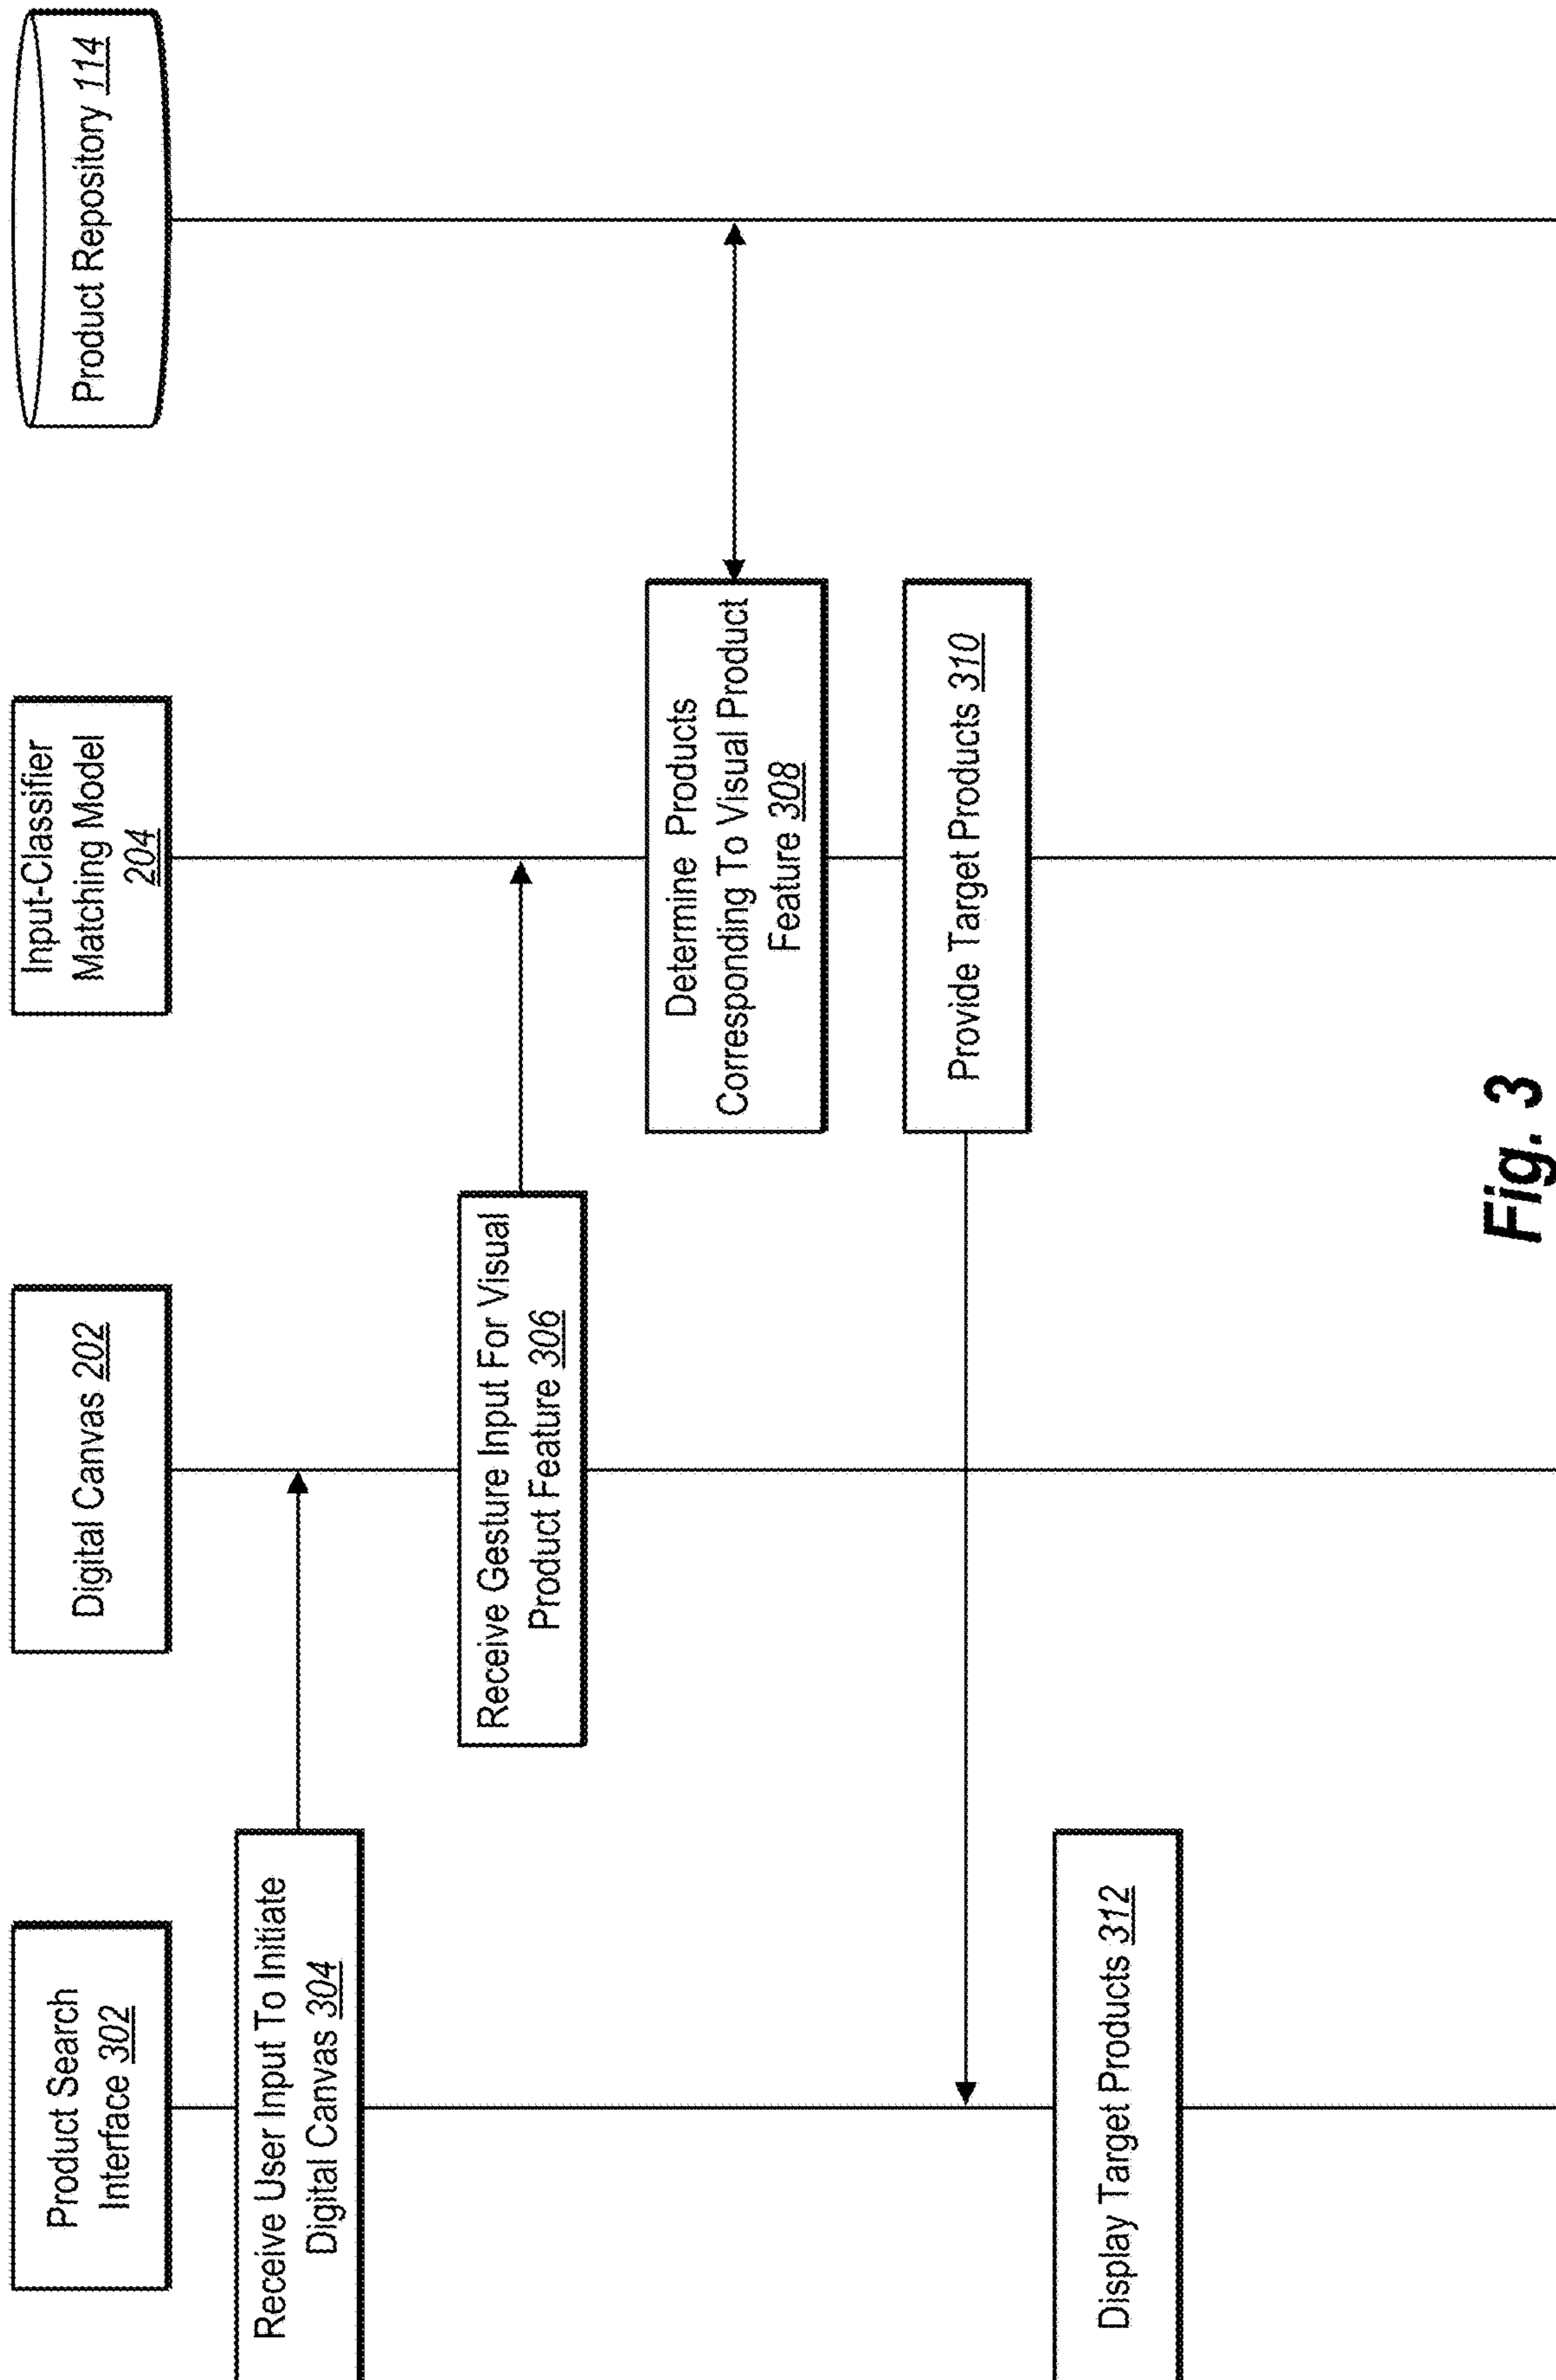 Product Search
Interface 302
Digital Canvas 202
Input-Classifier
Matching Model
204
Product Repository 114
Receive User Input To Initiate
Digital Canvas 304
Receive Gesture Input For Visual
Product Feature 306
Determine Products
Corresponding To Visual Product
Feature 308
Provide Target Products 310
Display Target Products 312
Fig. 3